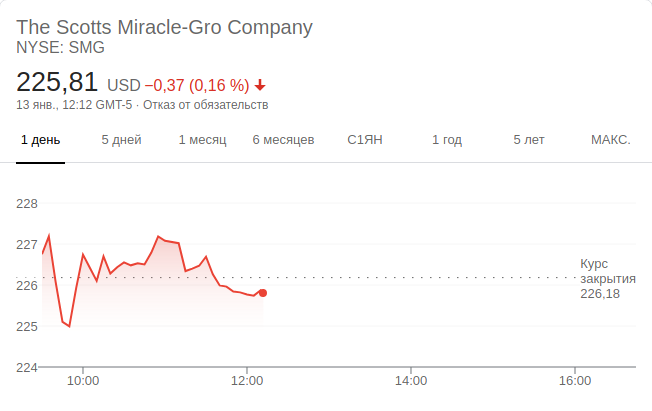 The Scotts Miracle-Gro Company
NYSE: SMG
225,81 USD −0,37 (0,16 %)
13 янв., 12:12 GMT-5 · Отказ от обязательств
1 день 5 дней 1 месяц 6 месяцев С1ЯН 1 год 5 лет МАКС.
228
227
226
225
224
Курс
закрытия
226,18
10:00 12:00 14:00 16:00